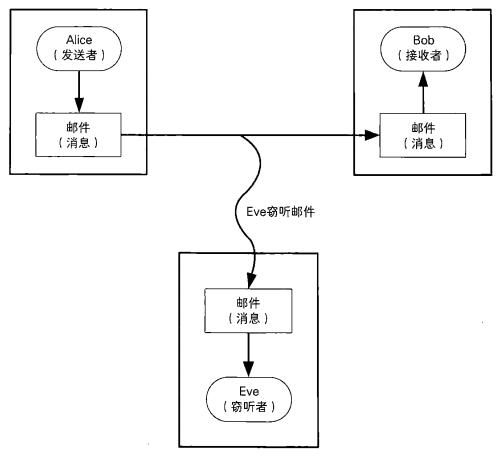 Alice
（发送者）
邮件
（消息）
Bob
（接收者）
邮件
（消息）
Eve窃听邮件
邮件
（消息）
Eve
（窃听者）